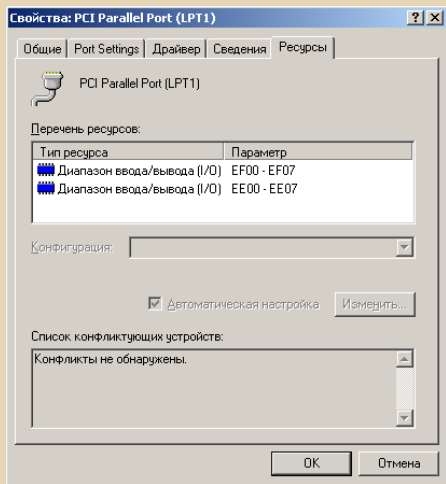 Свойства: PCI Parallel Port (LPT1)
Общие Port Settings Драйвер Сведения Ресурсы
PCI Parallel Port (LPT1)
Перечень ресурсов:
Тип ресурса Параметр
Диапазон ввода/вывода (I/O) EF00 - EF07
Диапазон ввода/вывода (I/O) EE00 - EE07
Конфигурация:
Автоматическая настройка Изменить...
Список конфликтующих устройств:
Конфликты не обнаружены.
OK Отмена